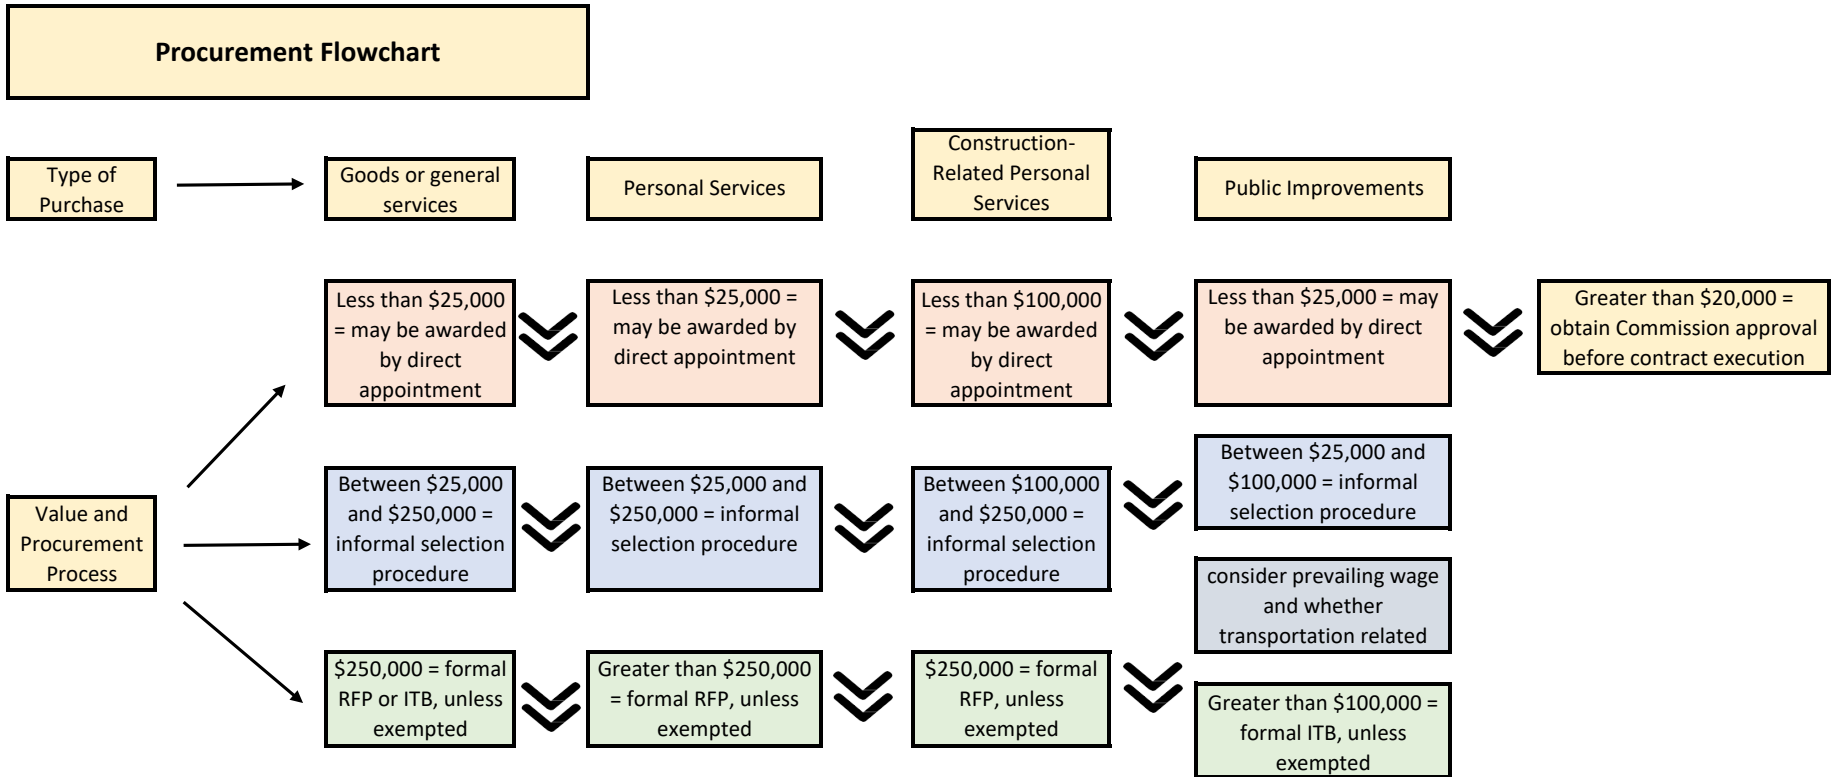 Procurement Flowchart
Type of
Purchase
Goods or general
services
Personal Services
Construction-
Related Personal
Services
Public Improvements
Less than $25,000
= may be awarded
by direct
appointment
Less than $25,000 =
may be awarded by
direct appointment
Less than $100,000
= may be awarded
by direct
appointment
Less than $25,000 = may
be awarded by direct
appointment
Greater than $20,000 =
obtain Commission approval
before contract execution
Value and
Procurement
Process
Between $25,000
and $250,000 =
informal selection
procedure
Between $25,000 and
$250,000 = informal
selection procedure
Between $100,000
and $250,000 =
informal selection
procedure
Between $25,000 and
$100,000 = informal
selection procedure
consider prevailing wage
and whether
transportation related
$250,000 = formal
RFP or ITB, unless
exempted
Greater than $250,000
= formal RFP, unless
exempted
$250,000 = formal
RFP, unless
exempted
Greater than $100,000 =
formal ITB, unless
exempted